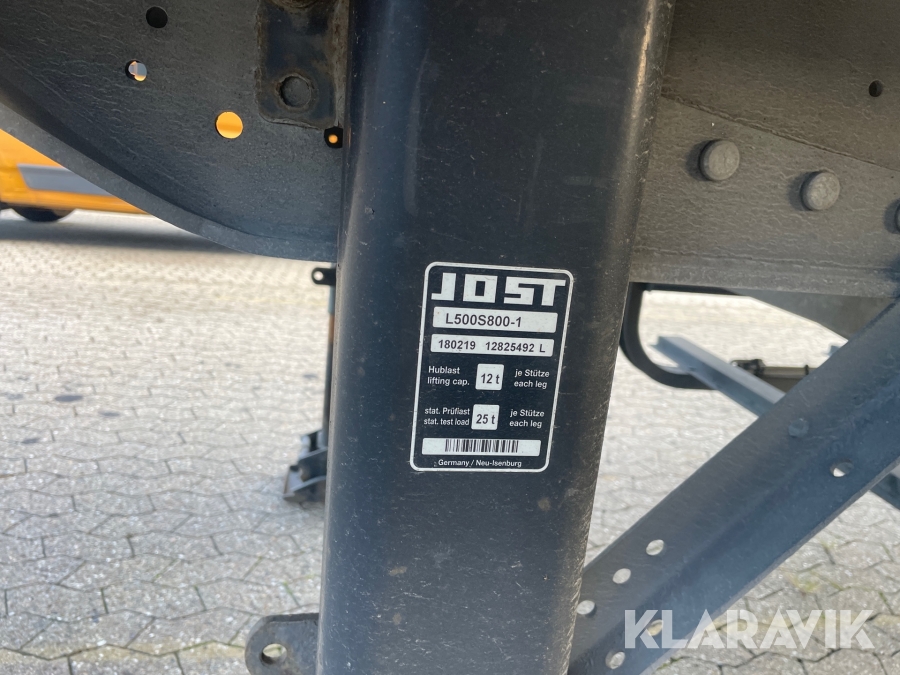 JOST
L500S800-1
180219 12825492 L
Hublast je Stütze
lifting cap. 12 t each leg
stat. Prüflast je Stütze
stat. test load 25 t each leg
Germany / Neu-Isenburg
KLARAVIK